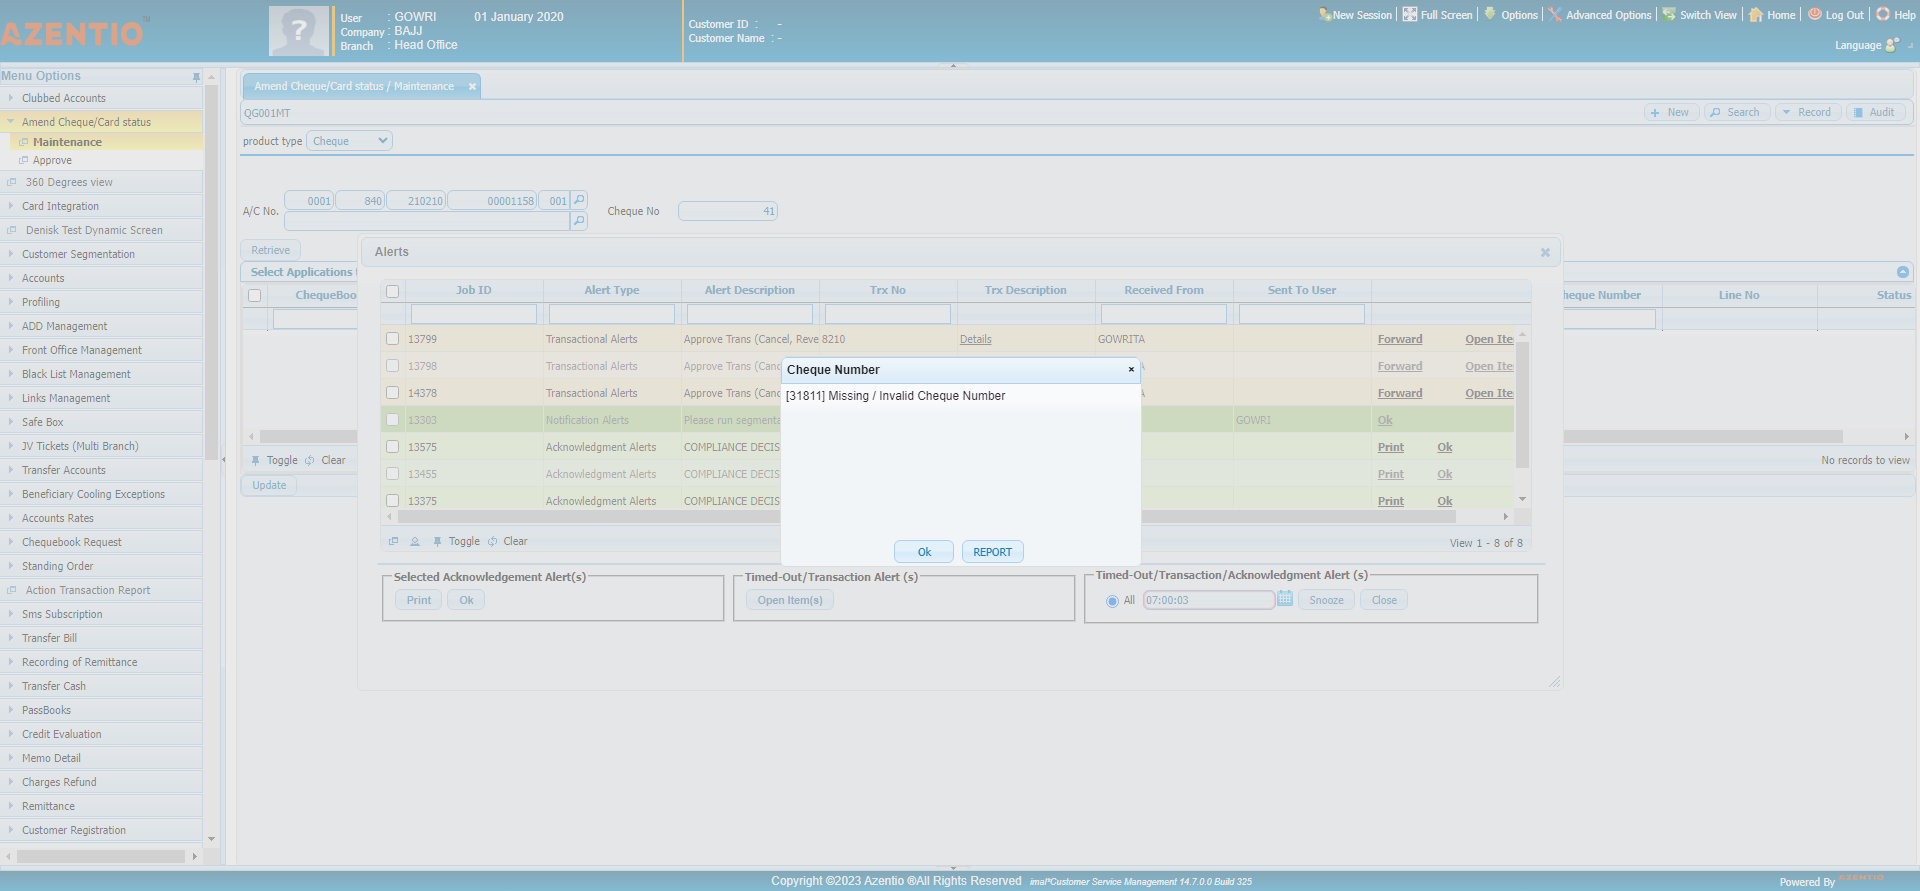 AZENTIO™
User : GOWRI 01 January 2020
Company : BAJJ
Branch : Head Office
Customer ID : -
Customer Name : -
New Session Full Screen Options Advanced Options Switch View Home Log Out Help
Language
Menu Options
Clubbed Accounts
Amend Cheque/Card status
Maintenance
Approve
360 Degrees view
Card Integration
Denisk Test Dynamic Screen
Customer Segmentation
Accounts
Profiling
ADD Management
Front Office Management
Black List Management
Links Management
Safe Box
JV Tickets (Multi Branch)
Transfer Accounts
Beneficiary Cooling Exceptions
Accounts Rates
Chequebook Request
Standing Order
Action Transaction Report
Sms Subscription
Transfer Bill
Recording of Remittance
Transfer Cash
PassBooks
Credit Evaluation
Memo Detail
Charges Refund
Remittance
Customer Registration
Amend Cheque/Card status / Maintenance
QG001MT
New Search Record Audit
product type Cheque
A/C No. 0001 840 210210 00001158 001
Cheque No 41
Retrieve
Select Applications
ChequeBoo
heque Number Line No Status
Toggle Clear
No records to view
Update
Alerts
Job ID Alert Type Alert Description Trx No Trx Description Received From Sent To User
13799 Transactional Alerts Approve Trans (Cancel, Reve 8210 Details GOWRITA Forward Open Ite
13798 Transactional Alerts Approve Trans (Canc A Forward Open Ite
14378 Transactional Alerts Approve Trans (Canc A Forward Open Ite
13303 Notification Alerts Please run segmenta GOWRI Ok
13575 Acknowledgment Alerts COMPLIANCE DECIS Print Ok
13455 Acknowledgment Alerts COMPLIANCE DECIS Print Ok
13375 Acknowledgment Alerts COMPLIANCE DECIS Print Ok
Toggle Clear
View 1 - 8 of 8
Selected Acknowledgement Alert(s)
Print Ok
Timed-Out/Transaction Alert (s)
Open Item(s)
Timed-Out/Transaction/Acknowledgment Alert (s)
All 07:00:03 Snooze Close
Cheque Number
[31811] Missing / Invalid Cheque Number
Ok REPORT
Copyright ©2023 Azentio ®All Rights Reserved imal*Customer Service Management 14.7.0.0 Build 325
Powered By AZENTIO